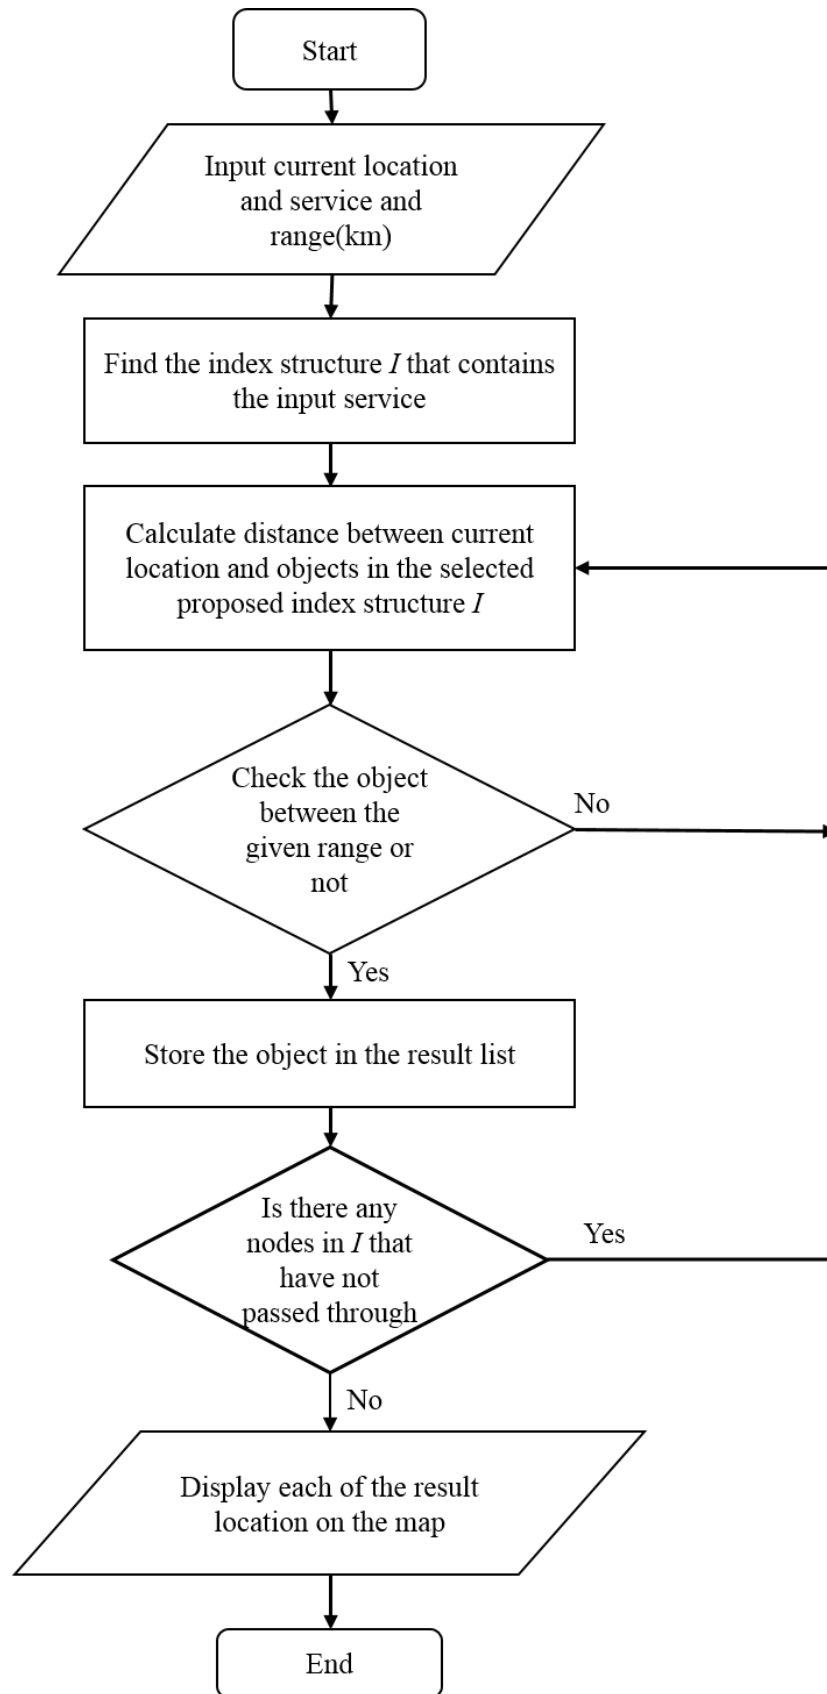 Start
Input current location
and service and
range(km)
Find the index structure I that contains
the input service
Calculate distance between current
location and objects in the selected
proposed index structure I
Check the object
between the
given range or
not
No
Yes
Store the object in the result list
Is there any
nodes in I that
have not
passed through
Yes
No
Display each of the result
location on the map
End